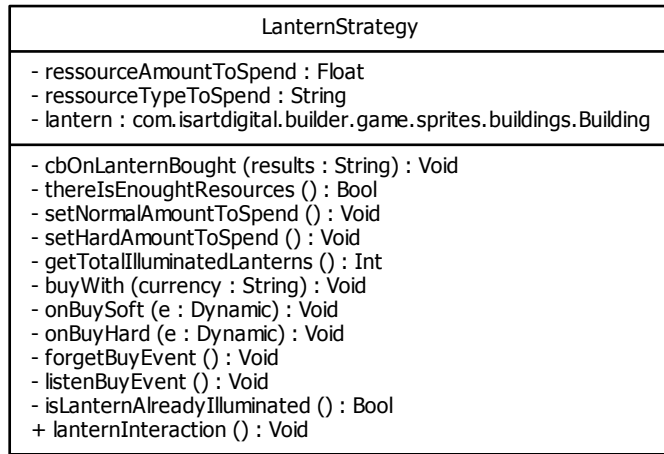 LanternStrategy
- ressourceAmountToSpend : Float
- ressourceTypeToSpend : String
- lantern : com.isartdigital.builder.game.sprites.buildings.Building
- cbOnLanternBought (results : String) : Void
- thereIsEnoughtResources () : Bool
- setNormalAmountToSpend () : Void
- setHardAmountToSpend () : Void
- getTotalIlluminatedLanterns () : Int
- buyWith (currency : String) : Void
- onBuySoft (e : Dynamic) : Void
- onBuyHard (e : Dynamic) : Void
- forgetBuyEvent () : Void
- listenBuyEvent () : Void
- isLanternAlreadyIlluminated () : Bool
+ lanternInteraction () : Void